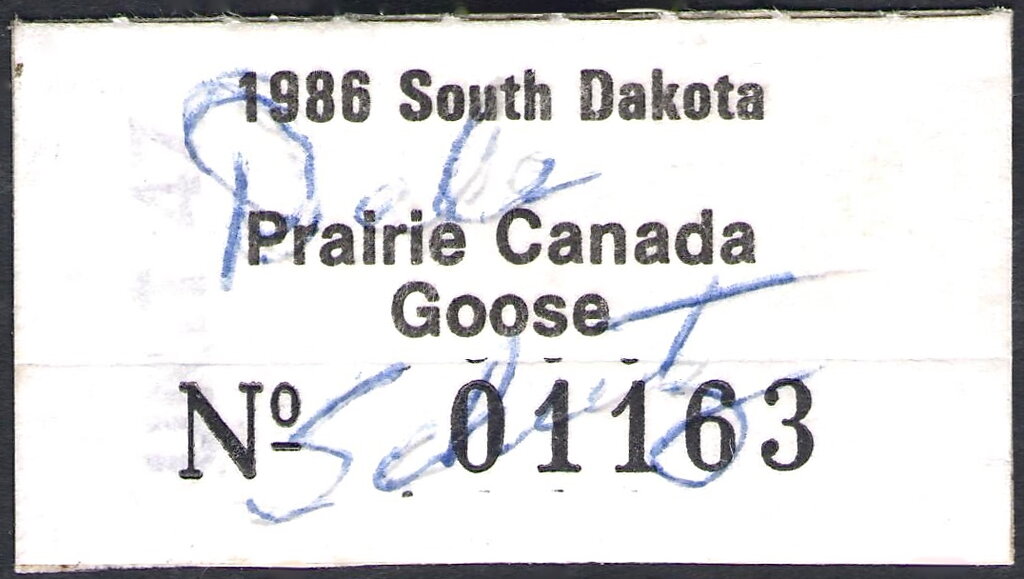 1986 South Dakota
Prairie Canada
Goose
Nº 01163